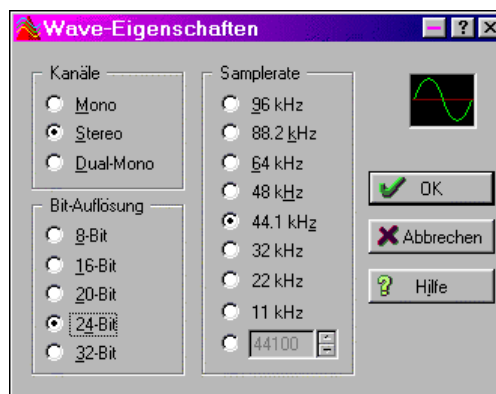 Wave-Eigenschaften
Kanäle
Mono
Stereo
Dual-Mono
Bit-Auflösung
8-Bit
16-Bit
20-Bit
24-Bit
32-Bit
Samplerate
96 kHz
88.2 kHz
64 kHz
48 kHz
44.1 kHz
32 kHz
22 kHz
11 kHz
44100
OK
Abbrechen
Hilfe